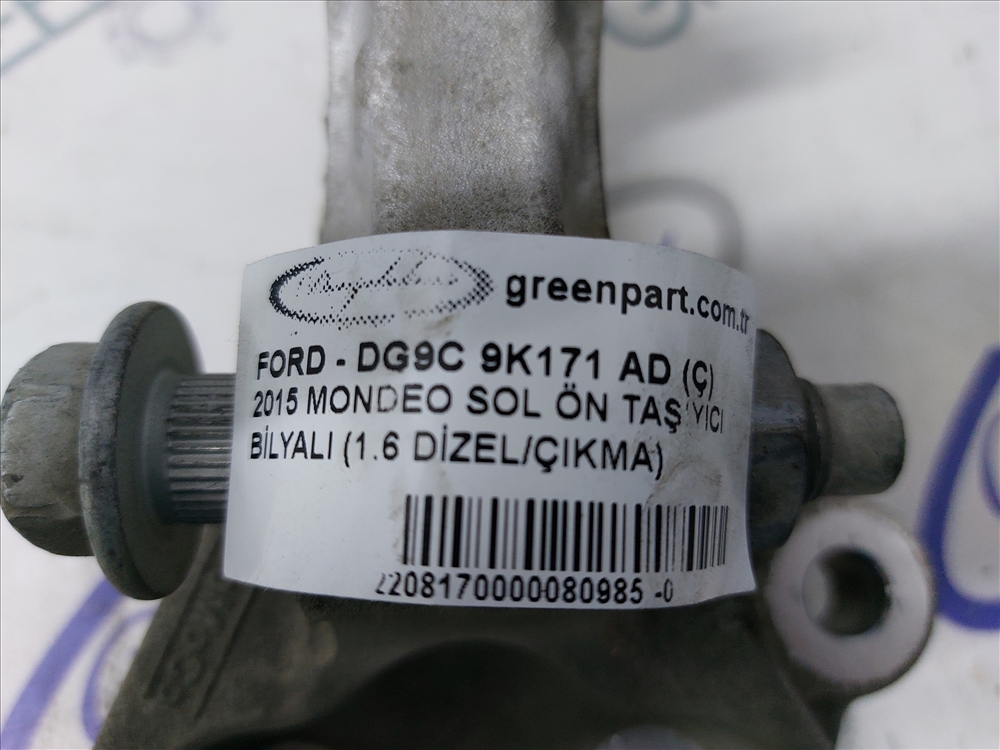 greenpart.com.tr
FORD - DG9C 9K171 AD (Ç)
2015 MONDEO SOL ÖN TAŞIYICI
BİLYALI (1.6 DİZEL/ÇIKMA)
2208170000080985 -0